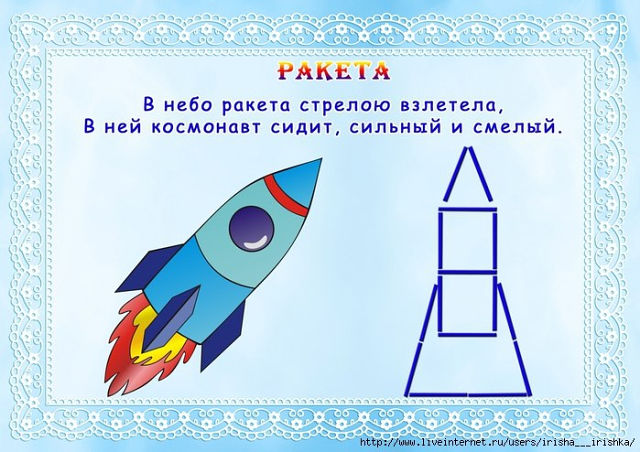 РАКЕТА
В небо ракета стрелою взлетела,
В ней космонавт сидит, сильный и смелый.
http://www.liveinternet.ru/users/irisha___irishka/